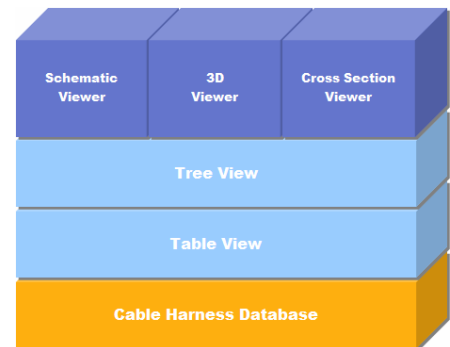 Schematic
Viewer
3D
Viewer
Cross Section
Viewer
Tree View
Table View
Cable Harness Database